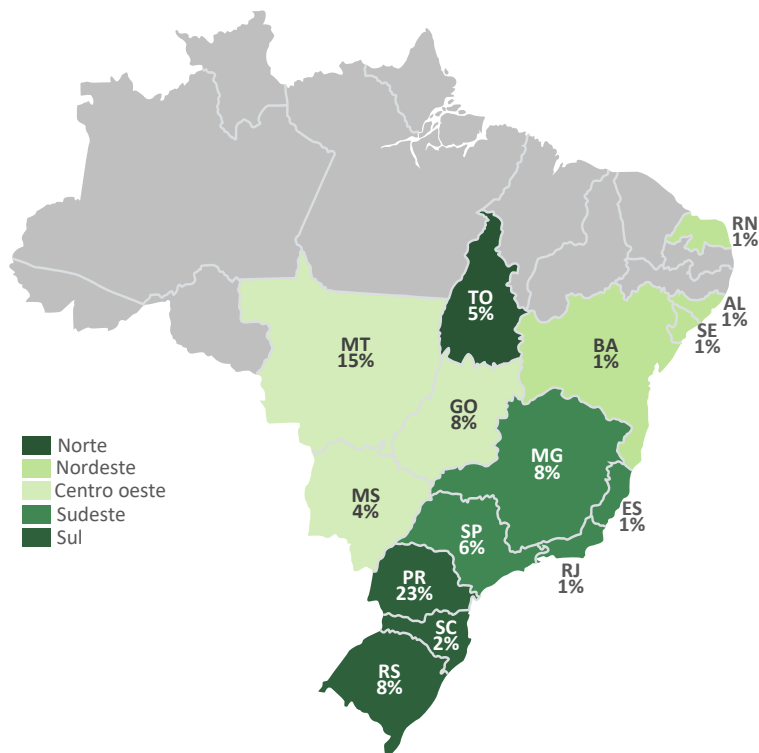 RN
1%
AL
1%
SE
1%
TO
5%
BA
1%
MT
15%
GO
8%
MG
8%
MS
4%
ES
1%
SP
6%
RJ
1%
PR
23%
SC
2%
RS
8%
Norte
Nordeste
Centro oeste
Sudeste
Sul